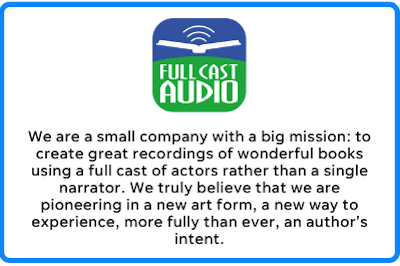 FULL CAST
AUDIO
We are a small company with a big mission: to
create great recordings of wonderful books
using a full cast of actors rather than a single
narrator. We truly believe that we are
pioneering in a new art form, a new way to
experience, more fully than ever, an author's
intent.